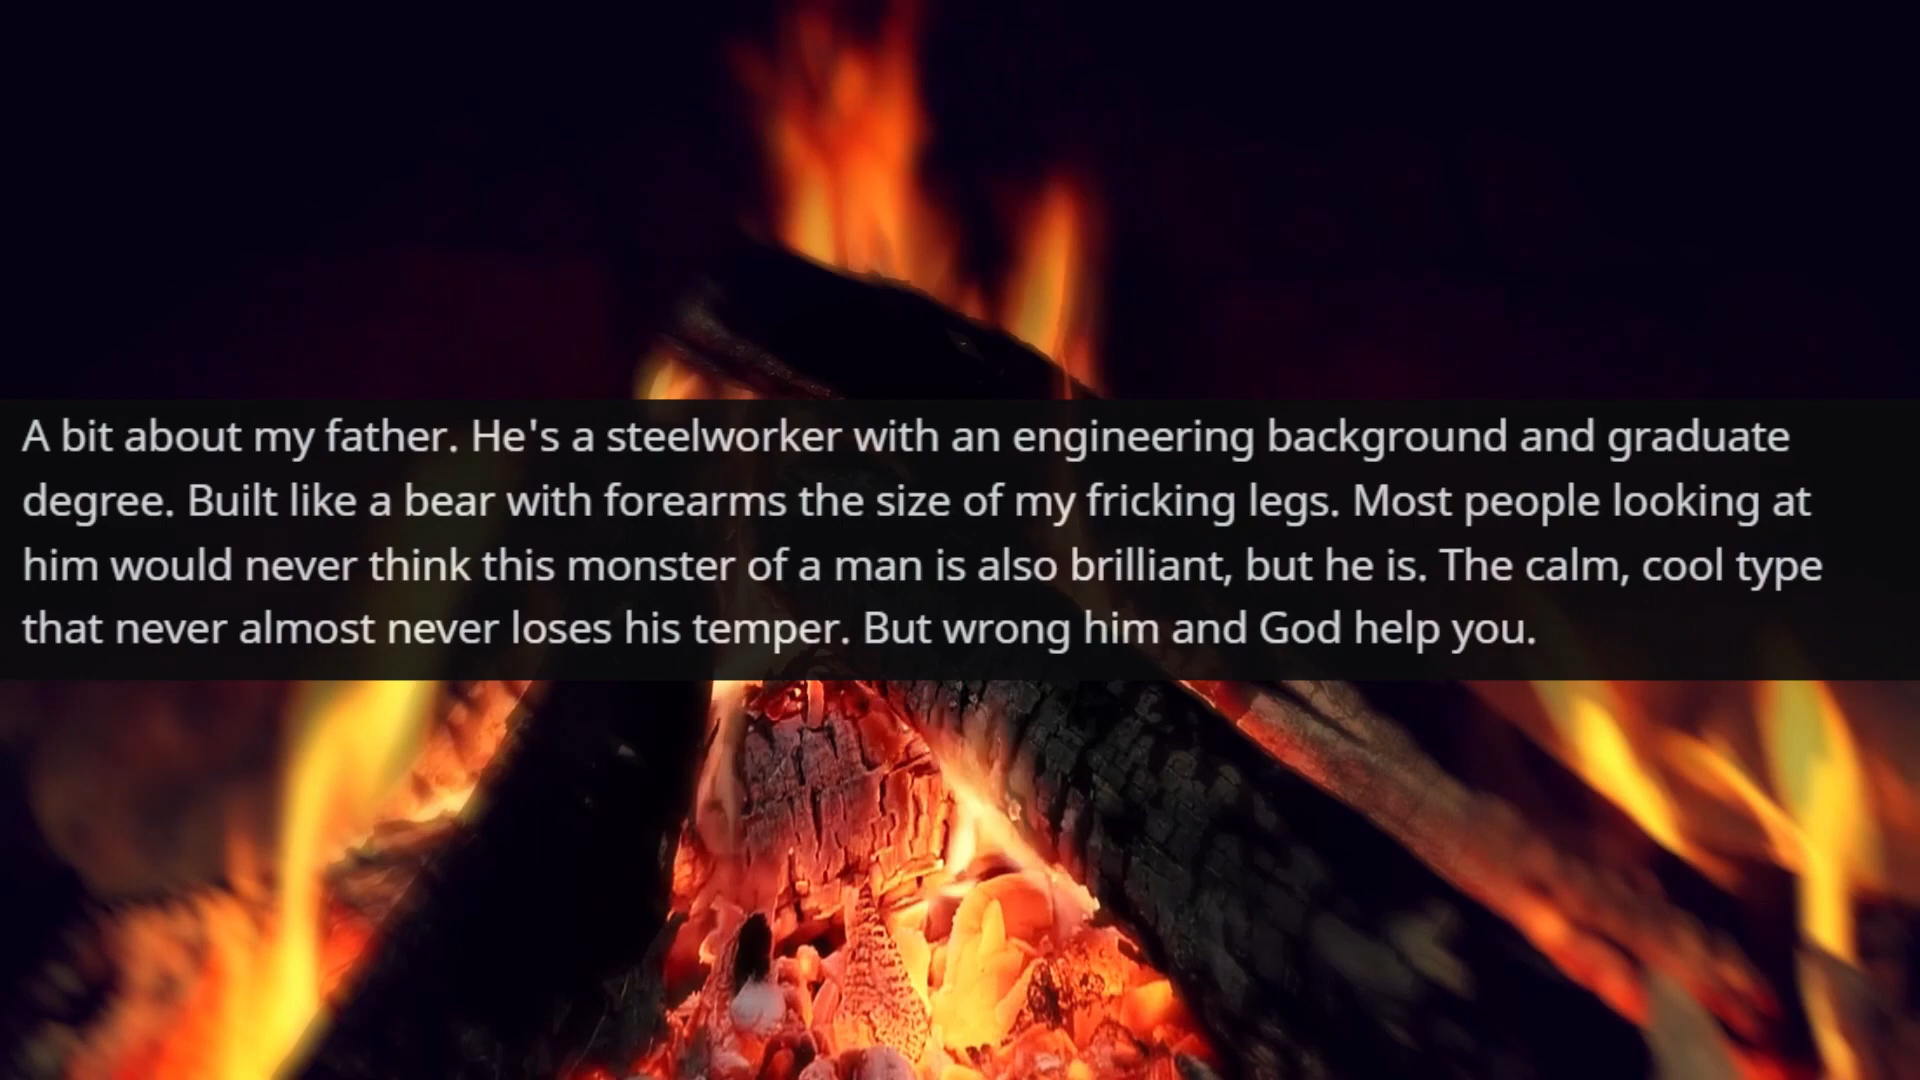 A bit about my father. He's a steelworker with an engineering background and graduate
degree. Built like a bear with forearms the size of my fricking legs. Most people looking at
him would never think this monster of a man is also brilliant, but he is. The calm, cool type
that never almost never loses his temper. But wrong him and God help you.